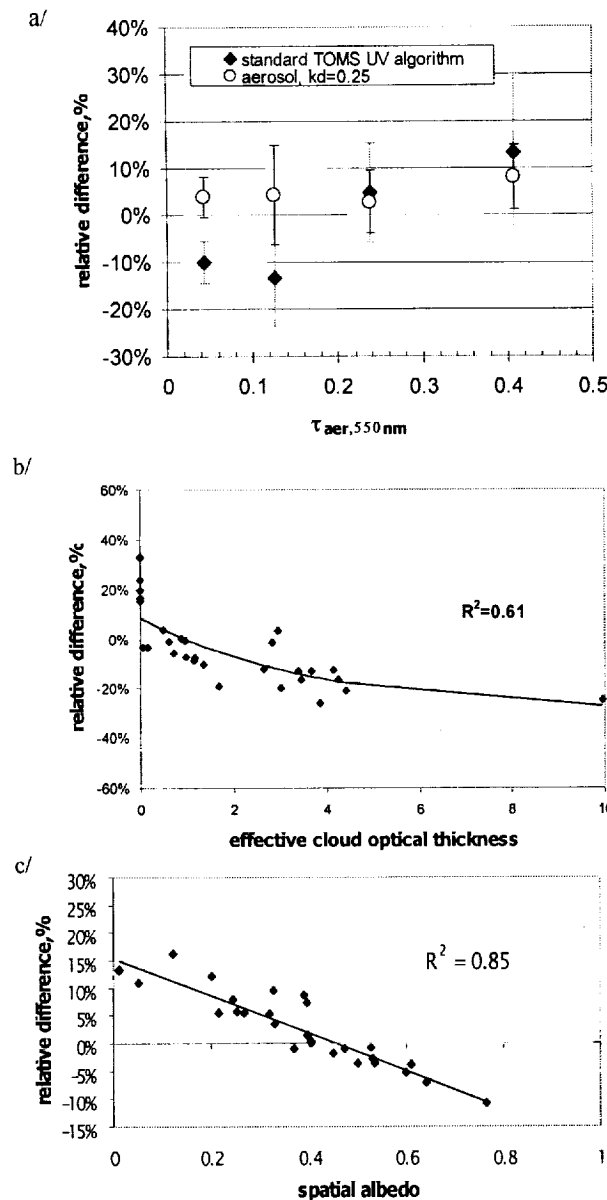 a/
40%
30%
20%
10%
0%
-10%
-20%
-30%
relative difference,%
◆ standard TOMS UV algorithm
○ aerosol, kd=0.25
0 0.1 0.2 0.3 0.4 0.5
τaer,550 nm
b/
60%
40%
20%
0%
-20%
-40%
-60%
relative difference,%
R²=0.61
0 2 4 6 8 10
effective cloud optical thickness
c/
30%
25%
20%
15%
10%
5%
0%
-5%
-10%
-15%
relative difference,%
R² = 0.85
0 0.2 0.4 0.6 0.8 1
spatial albedo